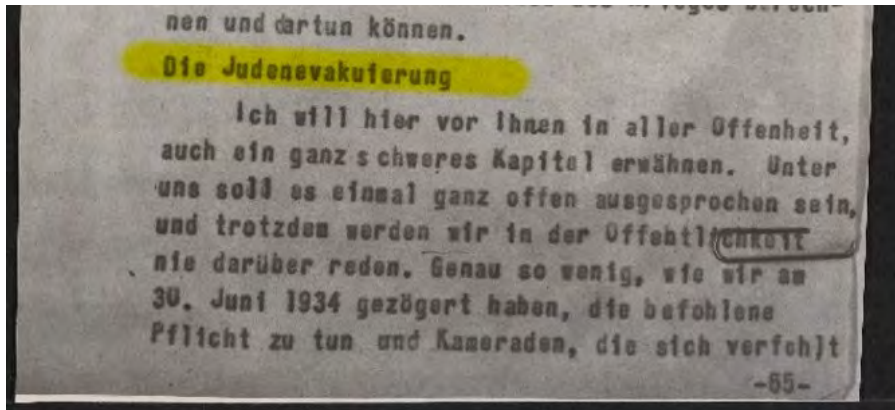 nen und dartun können.
Die Judenevakuierung
Ich will hier vor Ihnen in aller Offenheit,
auch ein ganz schweres Kapitel erwähnen. Unter
uns soll es einmal ganz offen ausgesprochen sein,
und trotzdem werden wir in der Offehtlichkeit
nie darüber reden. Genau so wenig, wie wir am
30. Juni 1934 gezögert haben, die befohlene
Pflicht zu tun und Kameraden, die sich verfehlt
-65-